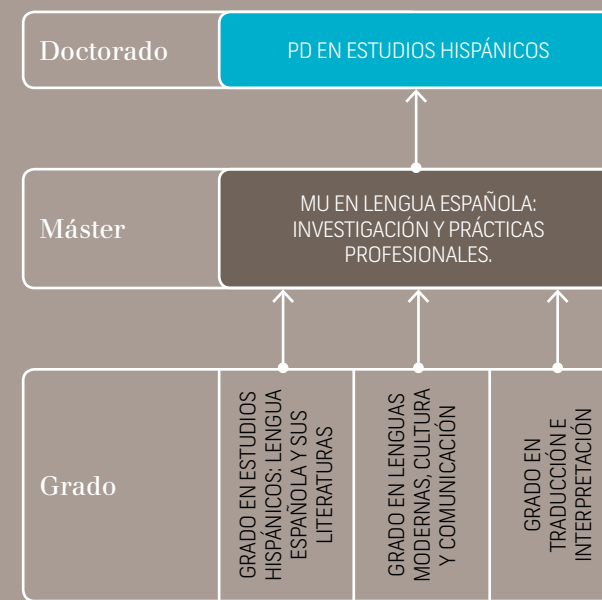 Doctorado
PD EN ESTUDIOS HISPÁNICOS
Máster
MU EN LENGUA ESPAÑOLA:
INVESTIGACIÓN Y PRÁCTICAS
PROFESIONALES.
Grado
GRADO EN ESTUDIOS
HISPÁNICOS: LENGUA
ESPAÑOLA Y SUS
LITERATURAS
GRADO EN LENGUAS
MODERNAS, CULTURA
Y COMUNICACIÓN
GRADO EN
TRADUCCIÓN E
INTERPRETACIÓN